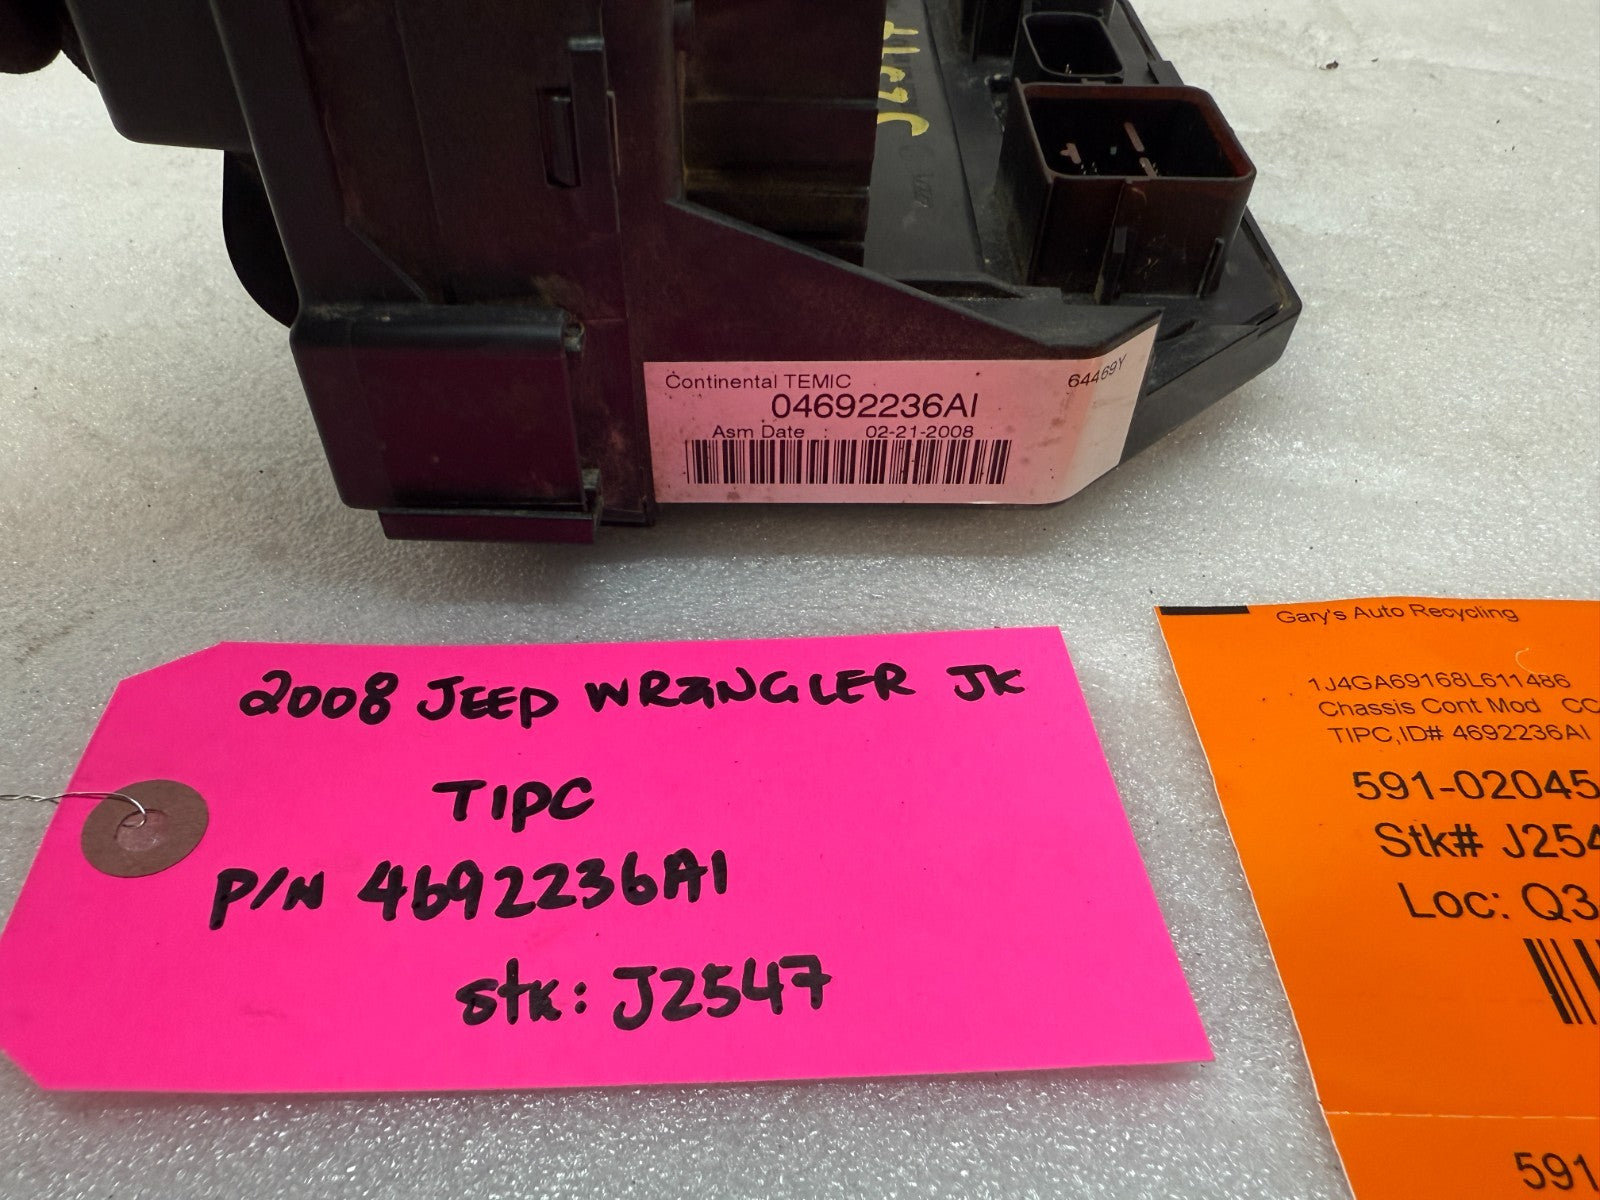 J2547
Continental TEMIC
64469Y
04692236AI
Asm Date : 02-21-2008
2008 JEEP WRANGLER JK
TIPC
P/N 4692236AI
stk: J2547
Gary's Auto Recycling
1J4GA69168L611486
Chassis Cont Mod CC
TIPC,ID# 4692236AI
591-02045
Stk# J254
Loc: Q3
591